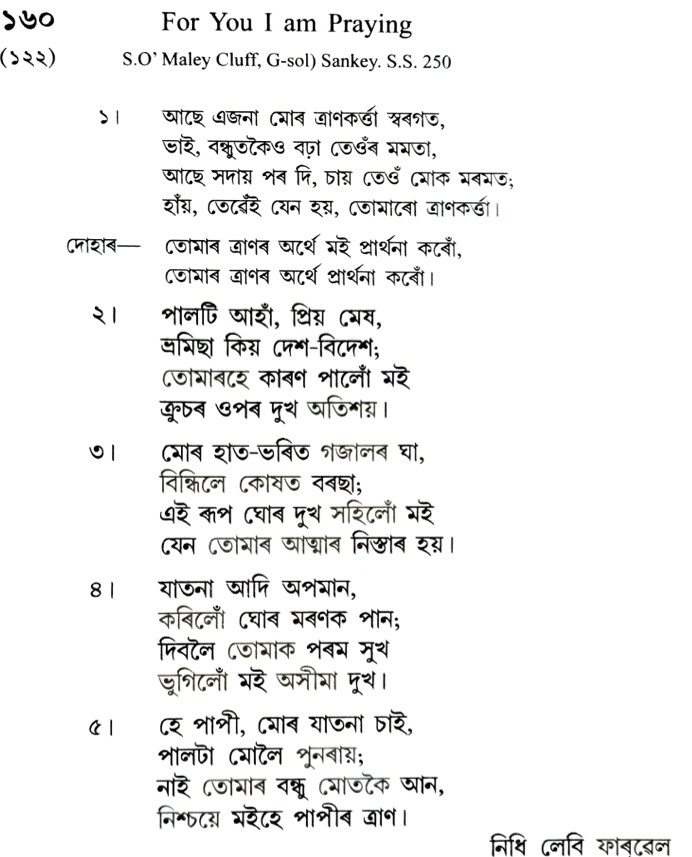 ১৬০ For You I am Praying
(১২২) S.O' Maley Cluff, G-sol) Sankey. S.S. 250
১। আছে এজনা মোৰ ত্ৰাণকৰ্ত্তা স্বৰগত,
ভাই, বন্ধুতকৈও বঢ়া তেওঁৰ মমতা,
আছে সদায় পৰ দি, চায় তেওঁ মোক মৰমত;
হাঁয়, তেৱেঁই যেন হয়, তোমাৰো ত্ৰাণকৰ্ত্তা।
দোহাৰ— তোমাৰ ত্ৰাণৰ অৰ্থে মই প্ৰাৰ্থনা কৰোঁ,
তোমাৰ ত্ৰাণৰ অৰ্থে প্ৰাৰ্থনা কৰোঁ।
২। পালটি আহাঁ, প্ৰিয় মেষ,
ভ্ৰমিছা কিয় দেশ-বিদেশ;
তোমাৰহে কাৰণ পালোঁ মই
ক্ৰুচৰ ওপৰ দুখ অতিশয়।
৩। মোৰ হাত-ভৰিত গজালৰ ঘা,
বিন্ধিলে কোষত বৰছা;
এই ৰূপ ঘোৰ দুখ সহিলোঁ মই
যেন তোমাৰ আত্মাৰ নিস্তাৰ হয়।
৪। যাতনা আদি অপমান,
কৰিলোঁ ঘোৰ মৰণক পান;
দিবলৈ তোমাক পৰম সুখ
ভুগিলোঁ মই অসীমা দুখ।
৫। হে পাপী, মোৰ যাতনা চাই,
পালটা মোলৈ পুনৰায়;
নাই তোমাৰ বন্ধু মোতকৈ আন,
নিশ্চয়ে মইহে পাপীৰ ত্ৰাণ।
নিধি লেবি ফাৰৱেল